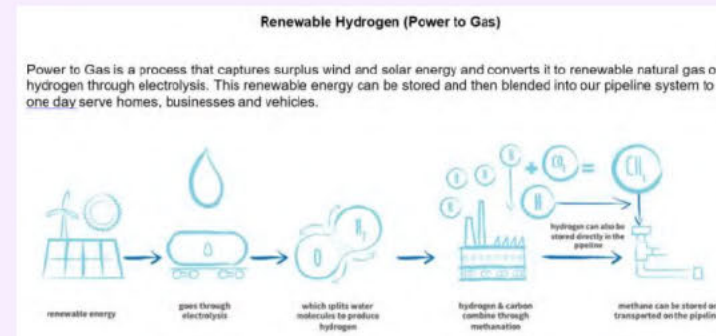 Renewable Hydrogen (Power to Gas)
Power to Gas is a process that captures surplus wind and solar energy and converts it to renewable natural gas o
hydrogen through electrolysis. This renewable energy can be stored and then blended into our pipeline system to
one day serve homes, businesses and vehicles.
+ CO₂ = CH₄
H
O H₂
hydrogen can also be
stored directly in the
pipeline
renewable energy
goes through
electrolysis
which splits water
molecules to produce
hydrogen
hydrogen & carbon
combine through
methanation
methane can be stored or
transported on the pipelin